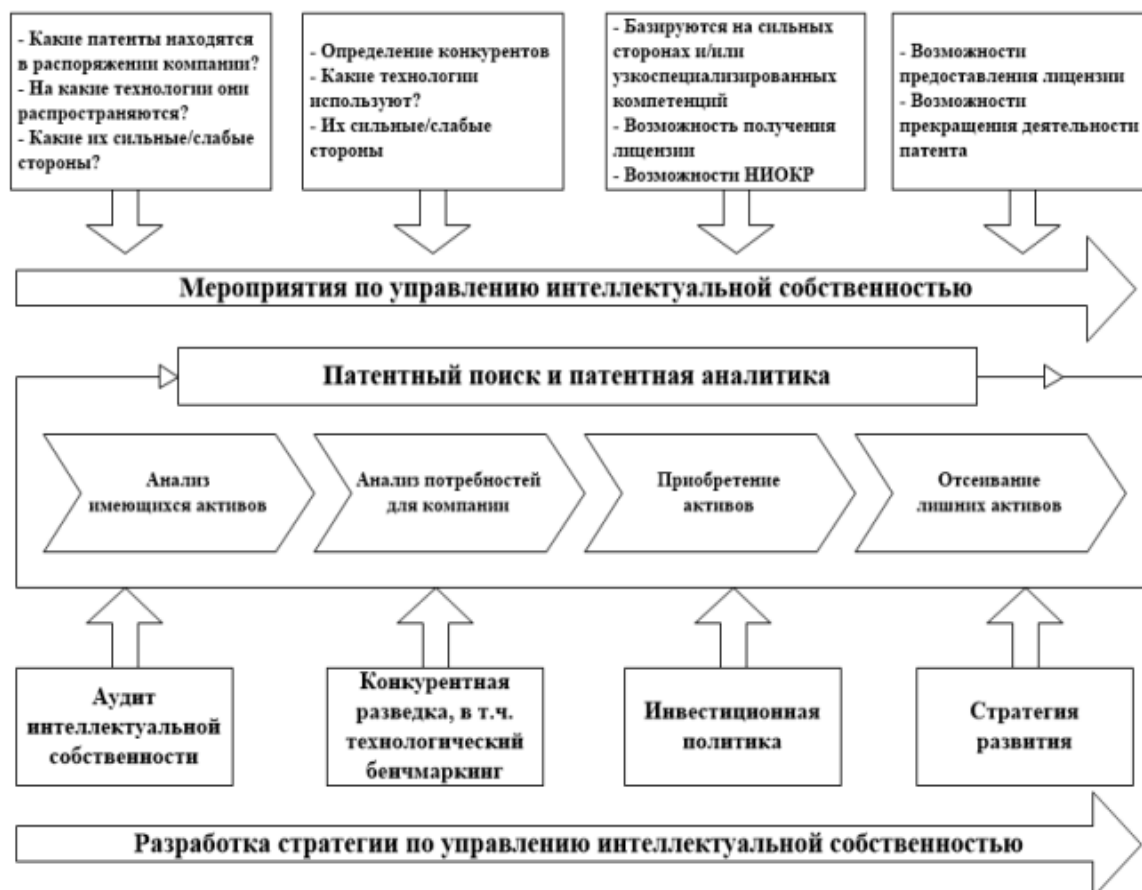 - Какие патенты находятся
в распоряжении компании?
- На какие технологии они
распространяются?
- Какие их сильные/слабые
стороны?
- Определение конкурентов
- Какие технологии
используют?
- Их сильные/слабые
стороны
- Базируются на сильных
сторонах и/или
узкоспециализированных
компетенций
- Возможность получения
лицензии
- Возможности НИОКР
- Возможности
предоставления лицензии
- Возможности
прекращения деятельности
патента
Мероприятия по управлению интеллектуальной собственностью
Патентный поиск и патентная аналитика
Анализ
имеющихся активов
Анализ потребностей
для компании
Приобретение
активов
Отсеивание
лишних активов
Аудит
интеллектуальной
собственности
Конкурентная
разведка, в т.ч.
технологический
бенчмаркинг
Инвестиционная
политика
Стратегия
развития
Разработка стратегии по управлению интеллектуальной собственностью